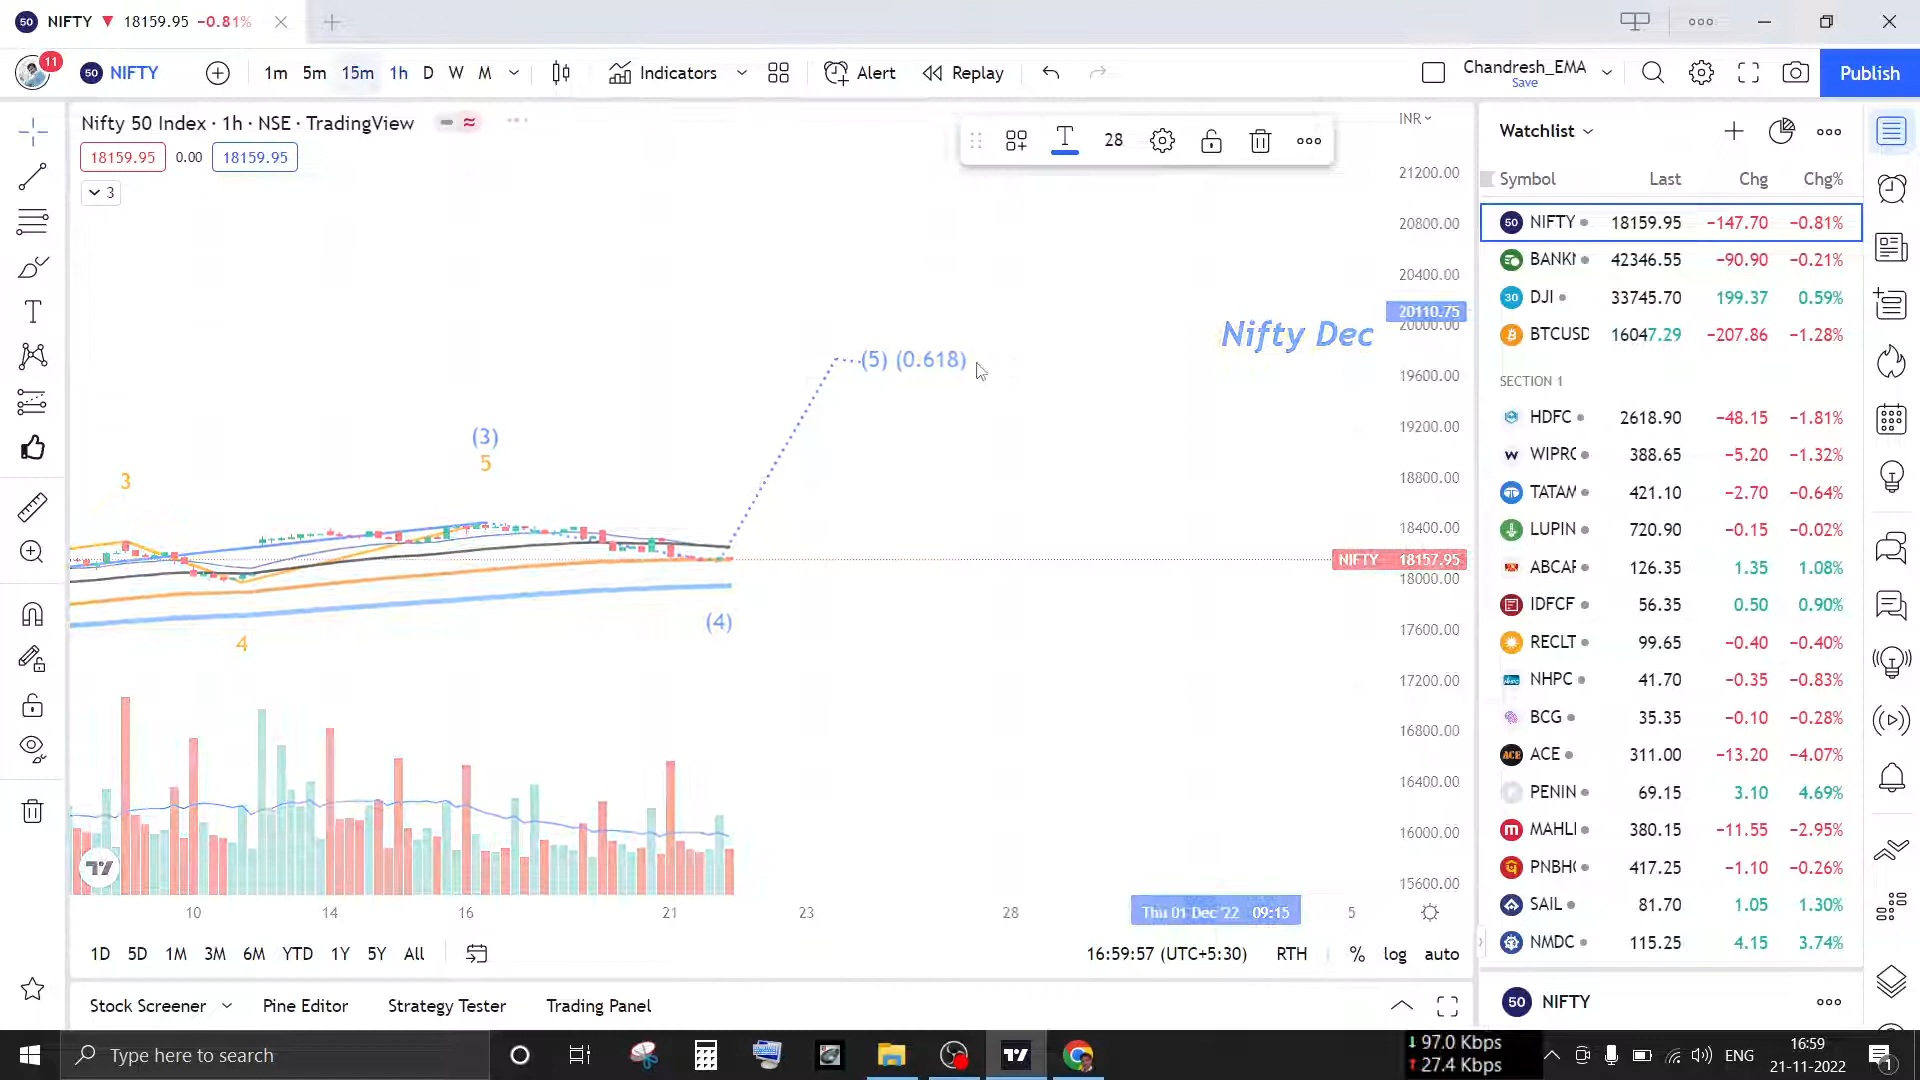 50 NIFTY ▼ 18159.95 −0.81%
11 50 NIFTY 1m 5m 15m 1h D W M Indicators Alert Replay Chandresh_EMA Save Publish
Nifty 50 Index · 1h · NSE · TradingView
18159.95 0.00 18159.95
3
28
INR
21200.00
20800.00
20400.00
20110.75
20000.00
19600.00
19200.00
18800.00
18400.00
NIFTY 18157.95
18000.00
17600.00
17200.00
16800.00
16400.00
16000.00
15600.00
Nifty Dec
(5) (0.618)
(3)
5
3
(4)
4
10 14 16 21 23 28 Thu 01 Dec '22 09:15 5
1D 5D 1M 3M 6M YTD 1Y 5Y All 16:59:57 (UTC+5:30) RTH % log auto
Stock Screener Pine Editor Strategy Tester Trading Panel
Watchlist
Symbol Last Chg Chg%
50 NIFTY 18159.95 −147.70 −0.81%
BANKN 42346.55 −90.90 −0.21%
30 DJI 33745.70 199.37 0.59%
BTCUSD 16047.29 −207.86 −1.28%
SECTION 1
HDFC 2618.90 −48.15 −1.81%
WIPRO 388.65 −5.20 −1.32%
TATAM 421.10 −2.70 −0.64%
LUPIN 720.90 −0.15 −0.02%
ABCAP 126.35 1.35 1.08%
IDFCF 56.35 0.50 0.90%
RECLT 99.65 −0.40 −0.40%
NHPC 41.70 −0.35 −0.83%
BCG 35.35 −0.10 −0.28%
ACE ACE 311.00 −13.20 −4.07%
PENIN 69.15 3.10 4.69%
MAHLI 380.15 −11.55 −2.95%
PNBHO 417.25 −1.10 −0.26%
SAIL 81.70 1.05 1.30%
NMDC 115.25 4.15 3.74%
50 NIFTY
Type here to search
97.0 Kbps
27.4 Kbps
ENG
16:59
21-11-2022
1